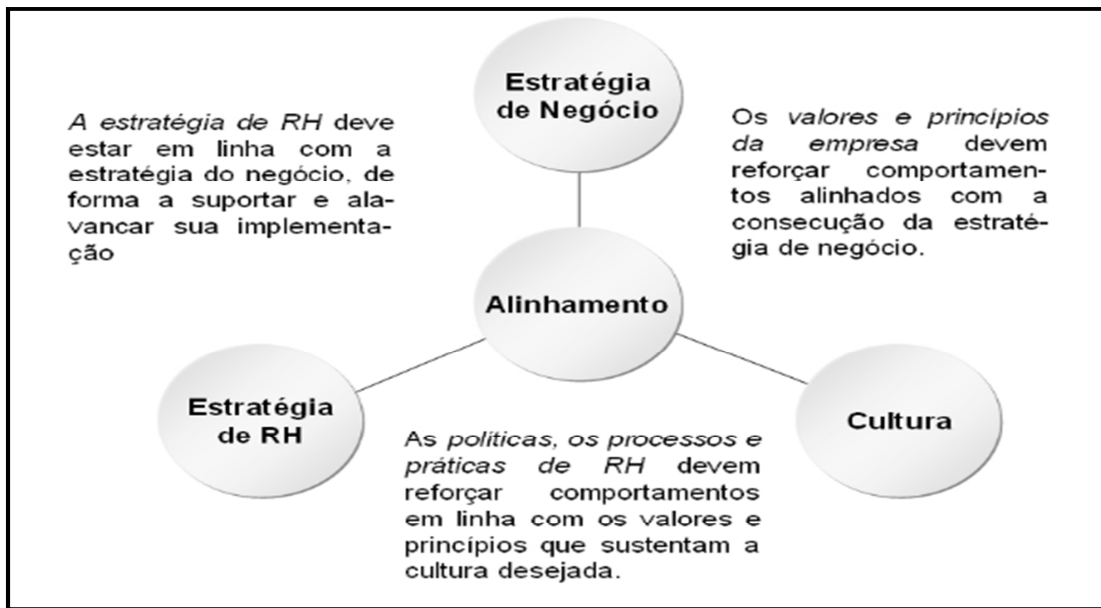 Estratégia
de Negócio
A estratégia de RH deve
estar em linha com a
estratégia do negócio, de
forma a suportar e ala-
vancar sua implementa-
ção
Os valores e princípios
da empresa devem
reforçar comportamen-
tos alinhados com a
consecução da estraté-
gia de negócio.
Alinhamento
Estratégia
de RH
Cultura
As políticas, os processos e
práticas de RH devem
reforçar comportamentos
em linha com os valores e
princípios que sustentam a
cultura desejada.